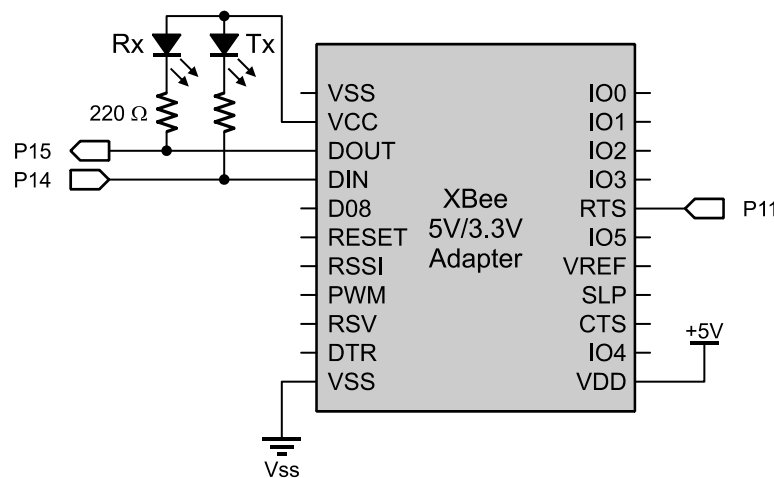 Rx
Tx
220 Ω
P15
P14
VSS
VCC
DOUT
DIN
D08
RESET
RSSI
PWM
RSV
DTR
VSS
XBee
5V/3.3V
Adapter
IO0
IO1
IO2
IO3
RTS
IO5
VREF
SLP
CTS
IO4
VDD
P11
+5V
Vss